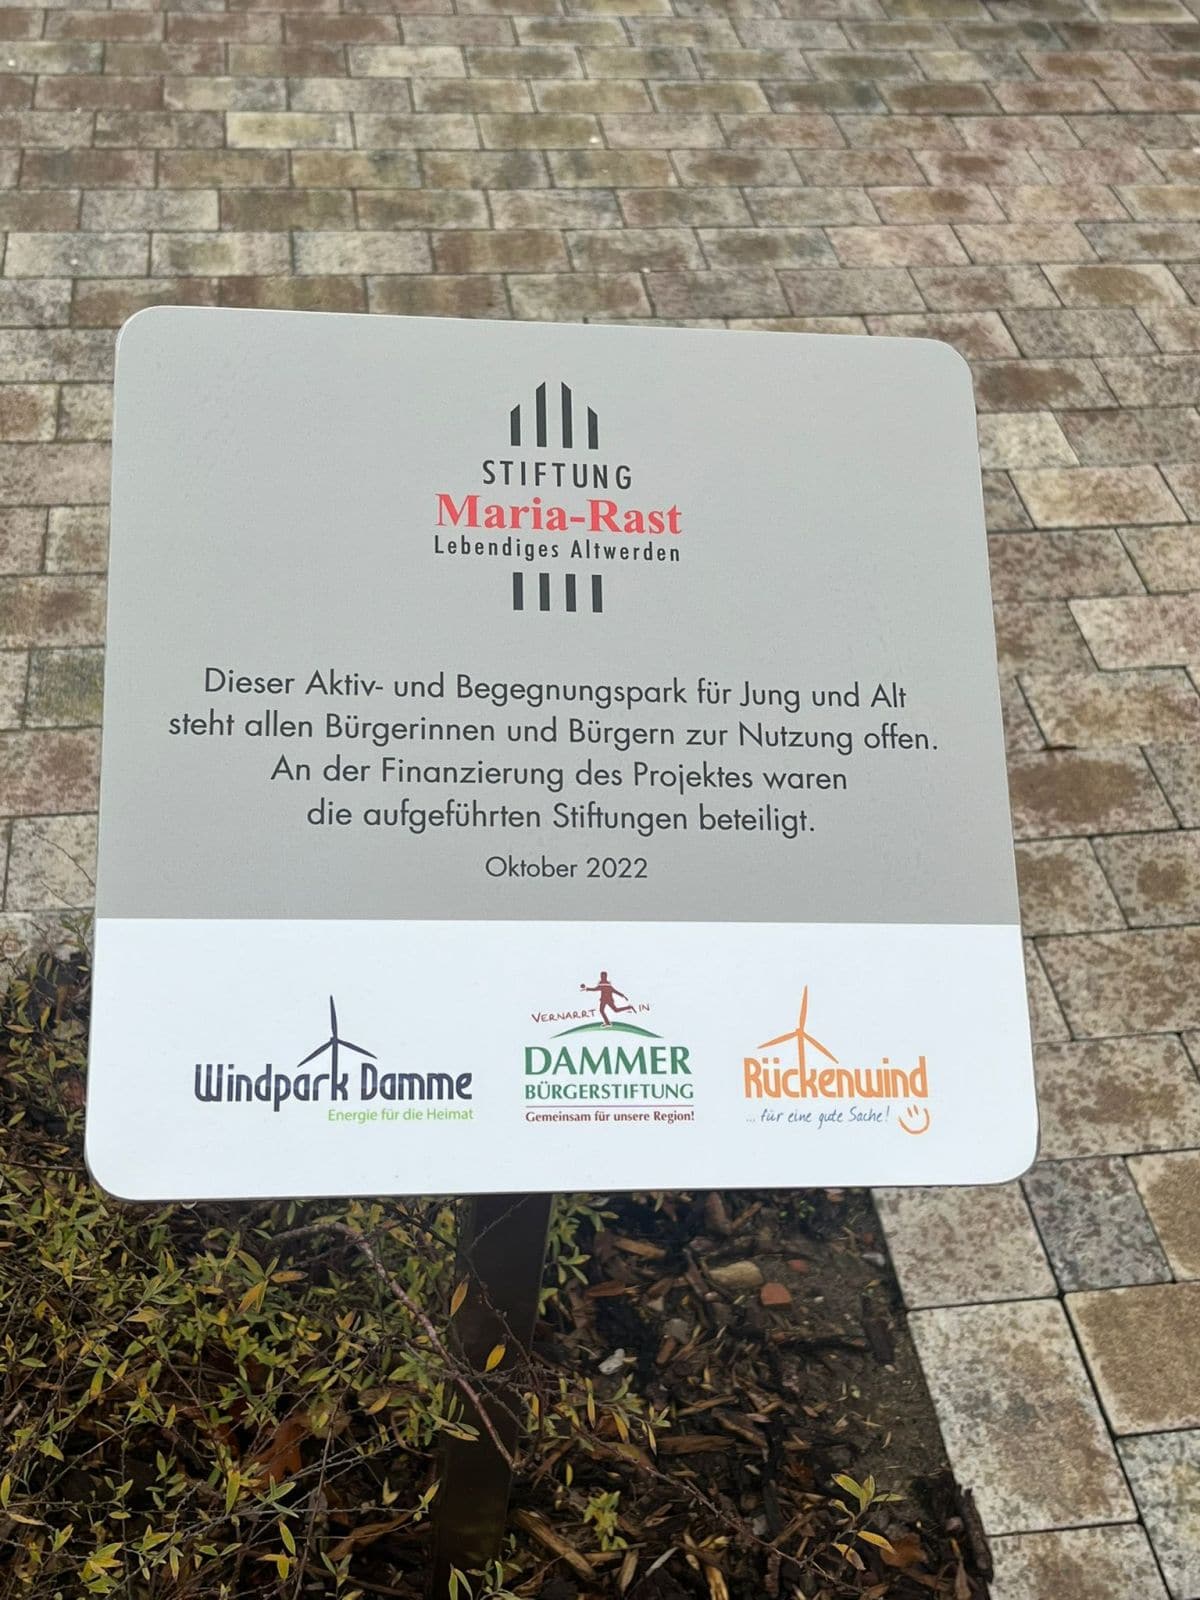 STIFTUNG
Maria-Rast
Lebendiges Altwerden
Dieser Aktiv- und Begegnungspark für Jung und Alt
steht allen Bürgerinnen und Bürgern zur Nutzung offen.
An der Finanzierung des Projektes waren
die aufgeführten Stiftungen beteiligt.
Oktober 2022
Windpark Damme
Energie für die Heimat
VERNARRT IN
DAMMER
BÜRGERSTIFTUNG
Gemeinsam für unsere Region!
Rückenwind
... für eine gute Sache!